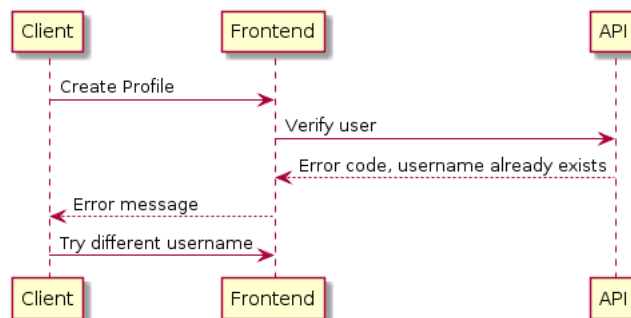 Client
Frontend
API
Create Profile
Verify user
Error code, username already exists
Error message
Try different username
Client
Frontend
API